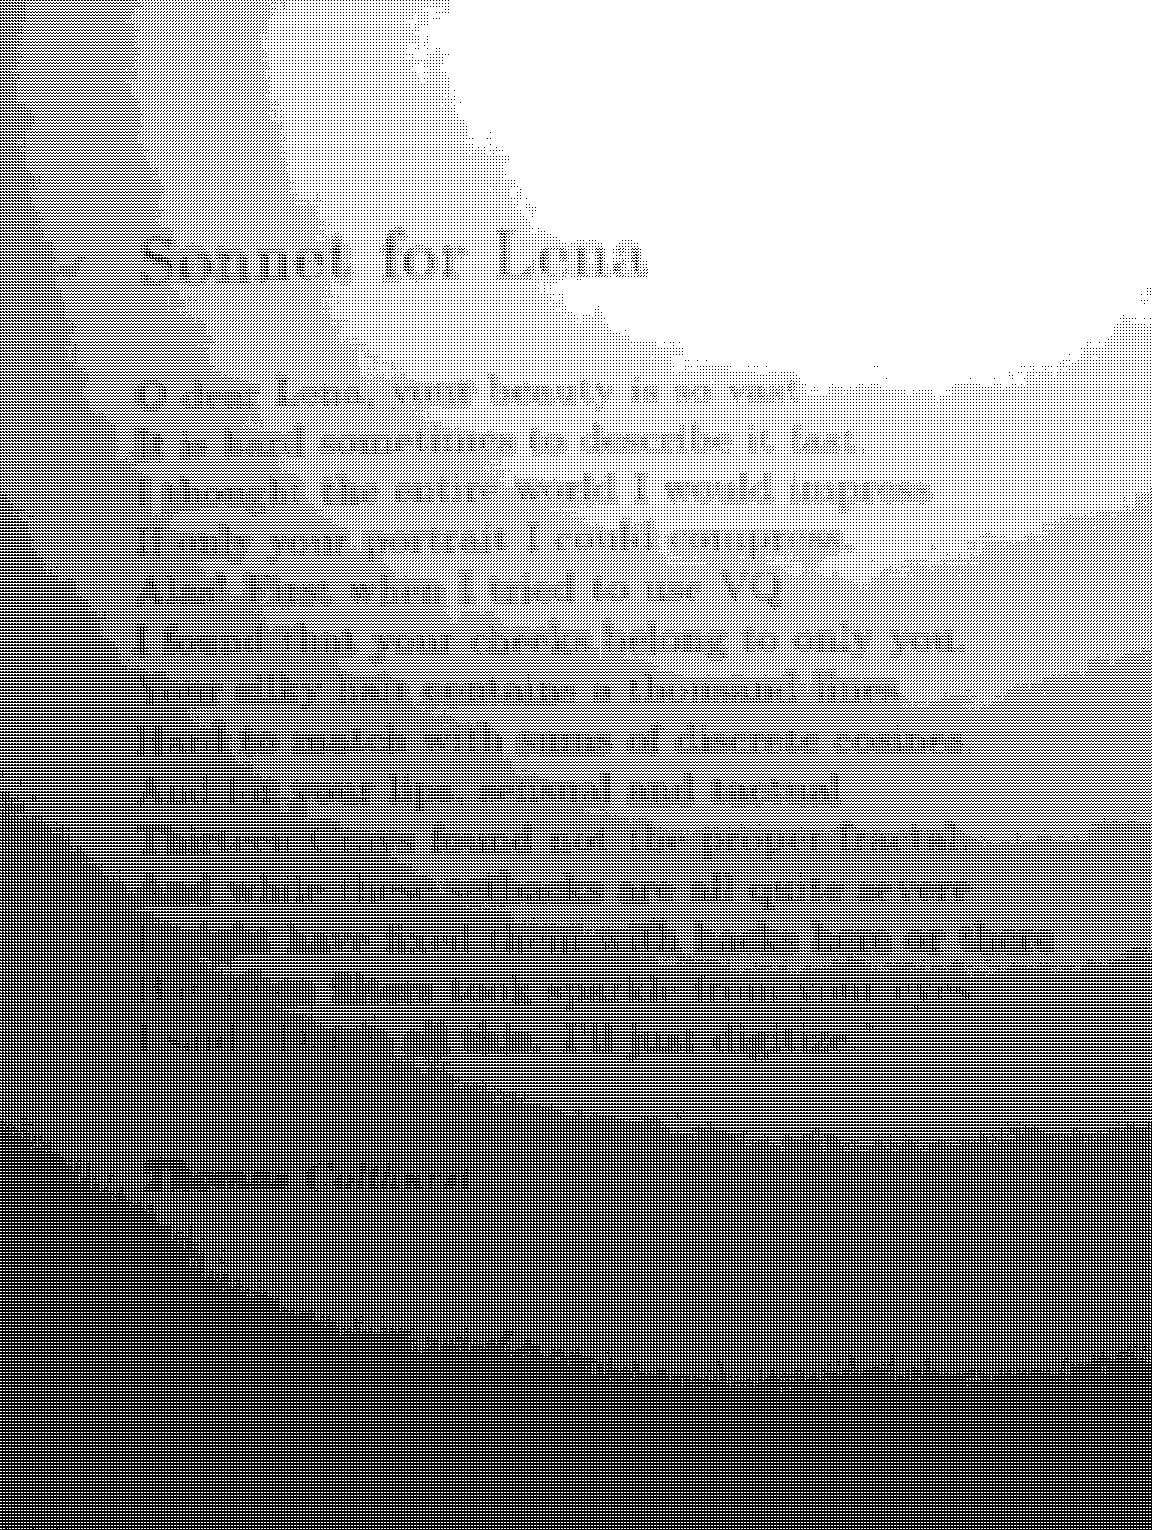 Sonnet for Lena
O dear Lena, your beauty is so vast
It is hard sometimes to describe it fast.
I thought the entire world I would impress
If only your portrait I could compress.
Alas! First when I tried to use VQ
I found that your cheeks belong to only you.
Your silky hair contains a thousand lines
Hard to match with sums of discrete cosines.
And for your lips, sensual and tactual
Thirteen Crays found not the proper fractal.
And while these setbacks are all quite severe
I might have fixed them with hacks here or there
But when filters took sparkle from your eyes
I said, 'Damn all this. I'll just digitize.'
Thomas Colthurst